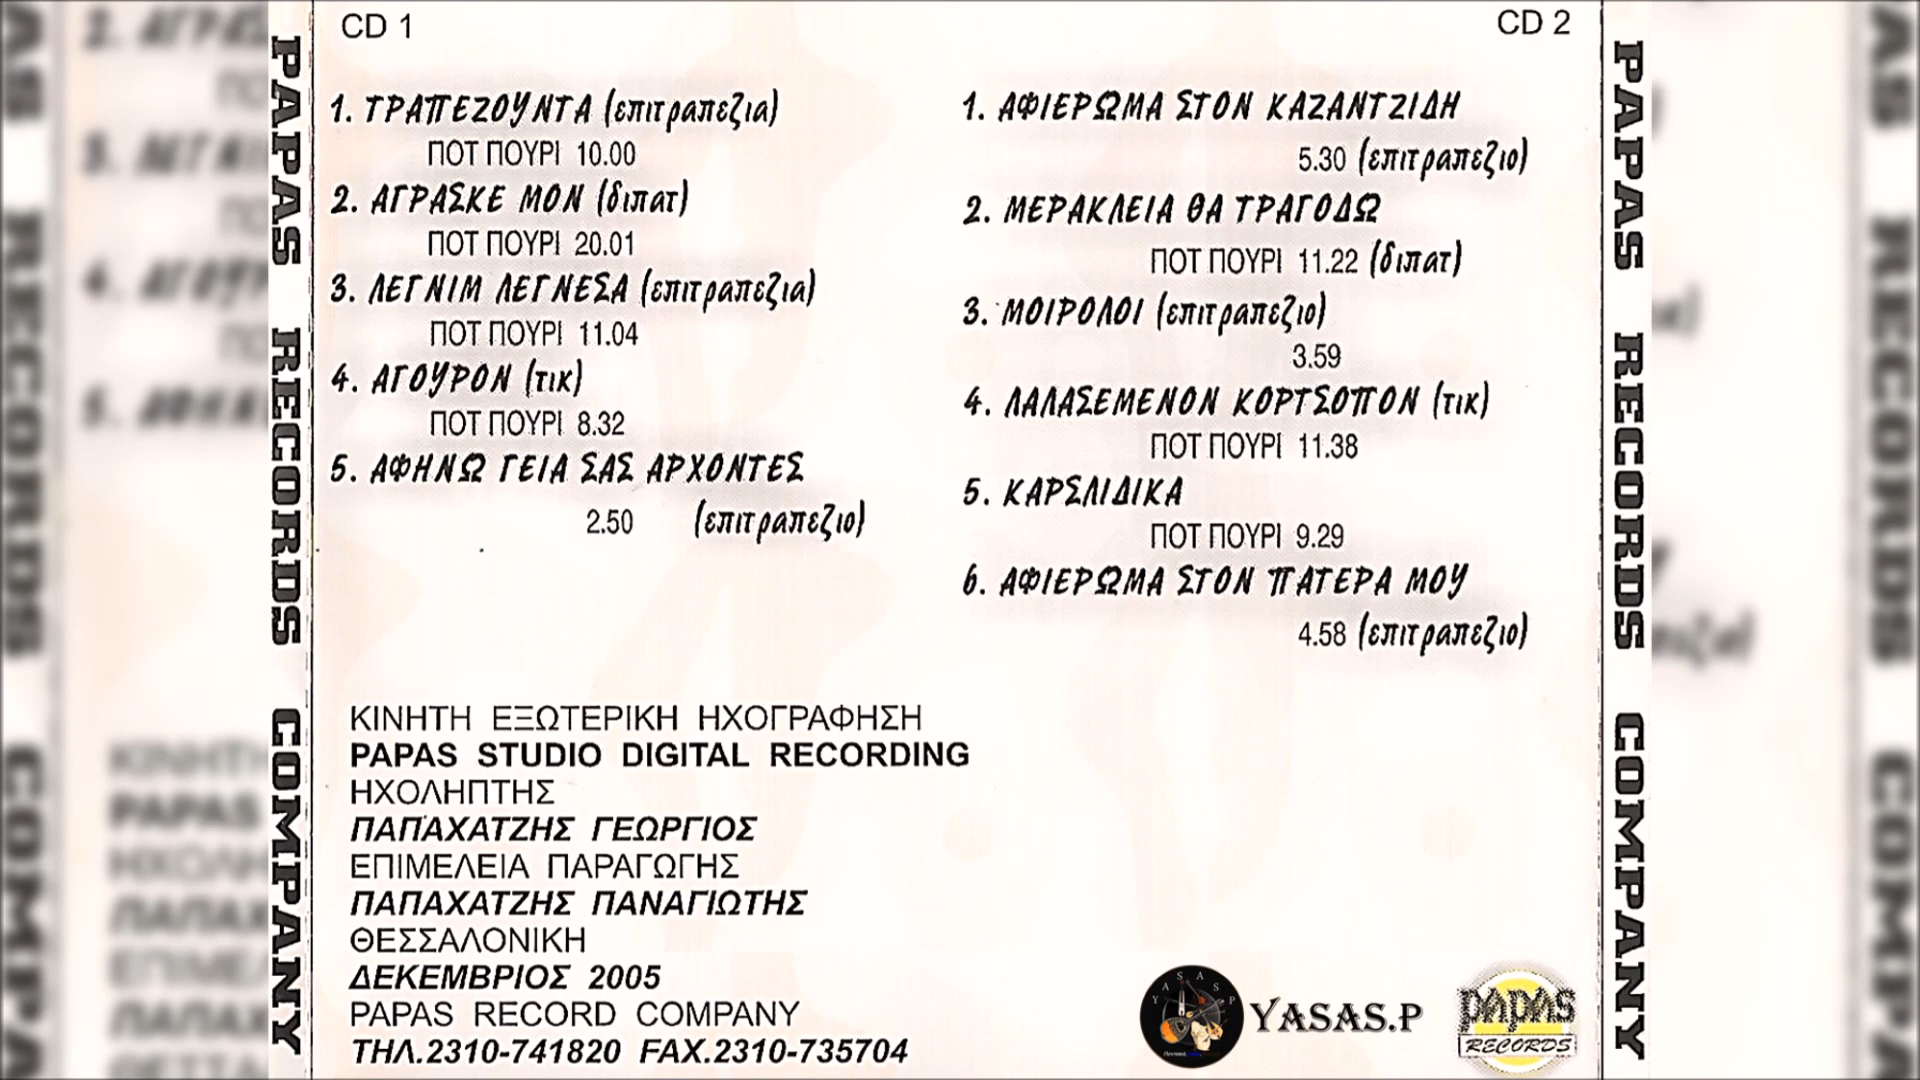 CD 1
1. ΤΡΑΠΕΖΟΥΝΤΑ (επιτραπεζια)
ΠΟΤ ΠΟΥΡΙ 10.00
2. ΑΓΡΑΣΚΕ ΜΟΝ (διπατ)
ΠΟΤ ΠΟΥΡΙ 20.01
3. ΛΕΓΝΙΜ ΛΕΓΝΕΣΑ (επιτραπεζια)
ΠΟΤ ΠΟΥΡΙ 11.04
4. ΑΓΟΥΡΟΝ (τικ)
ΠΟΤ ΠΟΥΡΙ 8.32
5. ΑΦΗΝΩ ΓΕΙΑ ΣΑΣ ΑΡΧΟΝΤΕΣ
2.50 (επιτραπεζιο)
CD 2
1. ΑΦΙΕΡΩΜΑ ΣΤΟΝ ΚΑΖΑΝΤΖΙΔΗ
5.30 (επιτραπεζιο)
2. ΜΕΡΑΚΛΕΙΑ ΘΑ ΤΡΑΓΟΔΩ
ΠΟΤ ΠΟΥΡΙ 11.22 (διπατ)
3. ΜΟΙΡΟΛΟΙ (επιτραπεζιο)
3.59
4. ΛΑΛΑΣΕΜΕΝΟΝ ΚΟΡΤΣΟΠΟΝ (τικ)
ΠΟΤ ΠΟΥΡΙ 11.38
5. ΚΑΡΣΛΙΔΙΚΑ
ΠΟΤ ΠΟΥΡΙ 9.29
6. ΑΦΙΕΡΩΜΑ ΣΤΟΝ ΠΑΤΕΡΑ ΜΟΥ
4.58 (επιτραπεζιο)
ΚΙΝΗΤΗ ΕΞΩΤΕΡΙΚΗ ΗΧΟΓΡΑΦΗΣΗ
PAPAS STUDIO DIGITAL RECORDING
ΗΧΟΛΗΠΤΗΣ
ΠΑΠΑΧΑΤΖΗΣ ΓΕΩΡΓΙΟΣ
ΕΠΙΜΕΛΕΙΑ ΠΑΡΑΓΩΓΗΣ
ΠΑΠΑΧΑΤΖΗΣ ΠΑΝΑΓΙΩΤΗΣ
ΘΕΣΣΑΛΟΝΙΚΗ
ΔΕΚΕΜΒΡΙΟΣ 2005
PAPAS RECORD COMPANY
ΤΗΛ.2310-741820 FAX.2310-735704
PAPAS RECORDS COMPANY
PAPAS RECORDS COMPANY
YASAS.P
YASAS.P
PAPAS
RECORDS